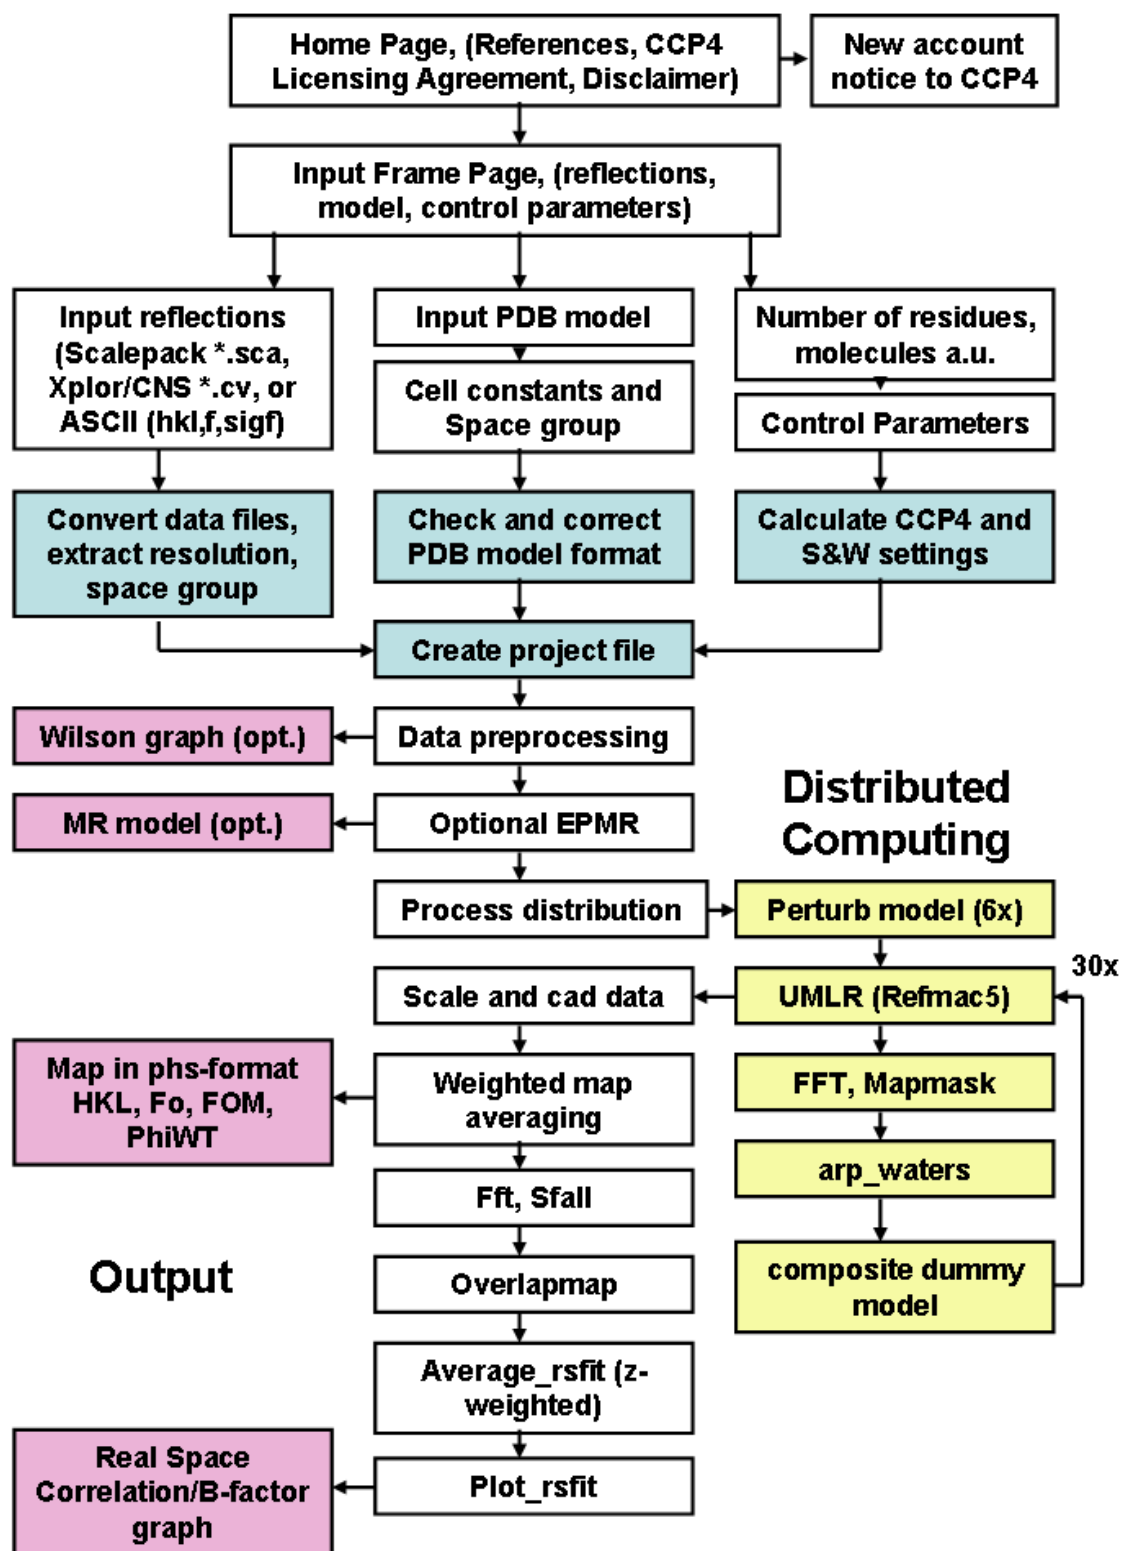 Home Page, (References, CCP4
Licensing Agreement, Disclaimer)
New account
notice to CCP4
Input Frame Page, (reflections,
model, control parameters)
Input reflections
(Scalepack *.sca,
Xplor/CNS *.cv, or
ASCII (hkl,f,sigf)
Input PDB model
Number of residues,
molecules a.u.
Cell constants and
Space group
Control Parameters
Convert data files,
extract resolution,
space group
Check and correct
PDB model format
Calculate CCP4 and
S&W settings
Create project file
Wilson graph (opt.)
Data preprocessing
MR model (opt.)
Optional EPMR
Distributed
Computing
Process distribution
Perturb model (6x)
30x
Scale and cad data
UMLR (Refmac5)
Map in phs-format
HKL, Fo, FOM,
PhiWT
Weighted map
averaging
FFT, Mapmask
Fft, Sfall
arp_waters
Output
Overlapmap
composite dummy
model
Average_rsfit (z-
weighted)
Real Space
Correlation/B-factor
graph
Plot_rsfit